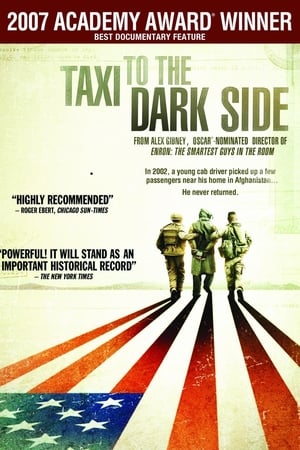 2007 ACADEMY AWARD® WINNER
BEST DOCUMENTARY FEATURE
TAXI TO THE
DARK SIDE
FROM ALEX GIBNEY, OSCAR®-NOMINATED DIRECTOR OF
ENRON: THE SMARTEST GUYS IN THE ROOM
In 2002, a young cab driver picked up a few
passengers near his home in Afghanistan...
He never returned.
"HIGHLY RECOMMENDED"
– ROGER EBERT, CHICAGO SUN-TIMES
"POWERFUL! IT WILL STAND AS AN
IMPORTANT HISTORICAL RECORD"
– THE NEW YORK TIMES